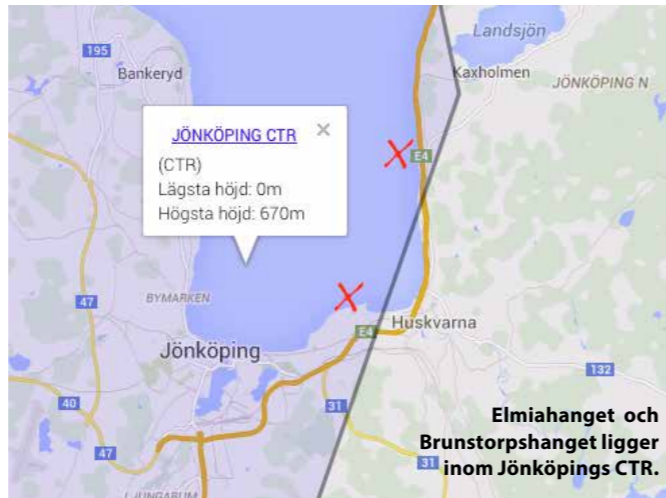 Landsjön
195
Bankeryd
Kaxholmen
JÖNKÖPING N
JÖNKÖPING CTR ×
(CTR)
Lägsta höjd: 0m
Högsta höjd: 670m
E4
BYMARKEN
47
E4
Huskvarna
Jönköping
132
40
31
47
31
LJUNGARUM
Elmiahanget och
Brunstorpshanget ligger
inom Jönköpings CTR.